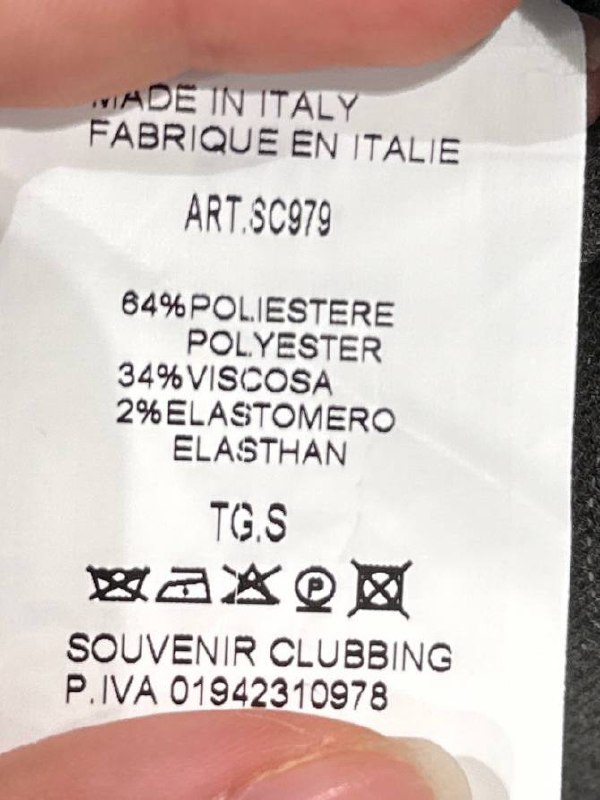 MADE IN ITALY
FABRIQUE EN ITALIE
ART.SC979
64%POLIESTERE
POLYESTER
34%VISCOSA
2%ELASTOMERO
ELASTHAN
TG.S
P
SOUVENIR CLUBBING
P.IVA 01942310978